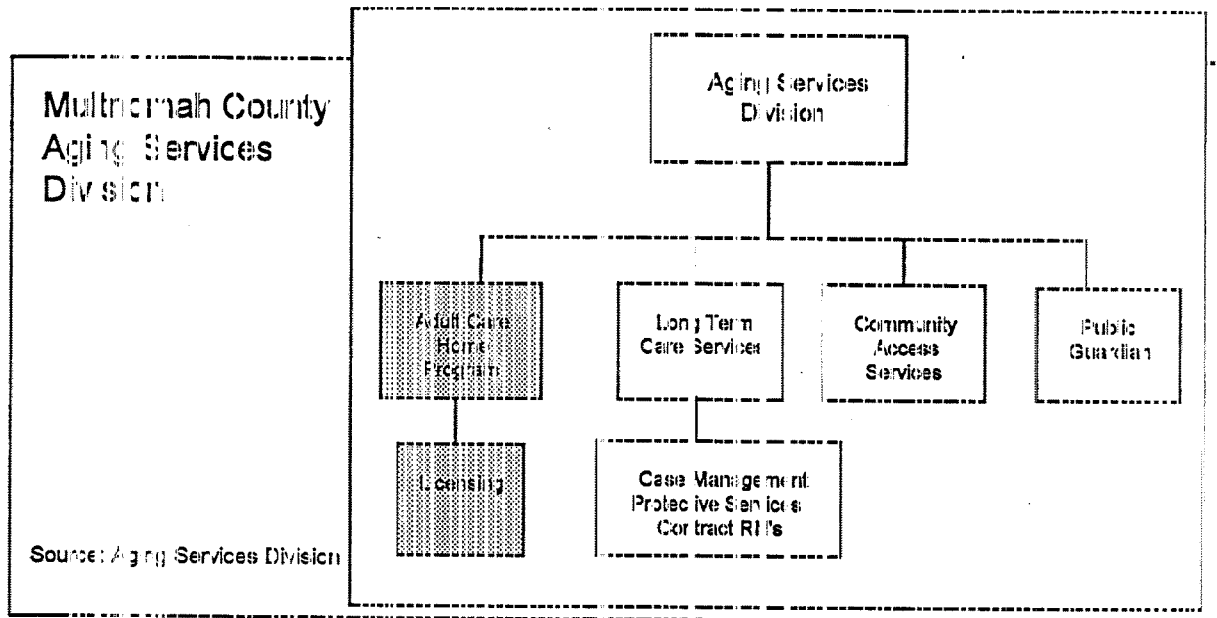 Multnomah County
Aging Services
Division
Aging Services
Division
Adult Care
Home
Program
Long Term
Care Services
Community
Access
Services
Public
Guardian
Licensing
Case Management
Protective Services
Contract RN's
Source: Aging Services Division